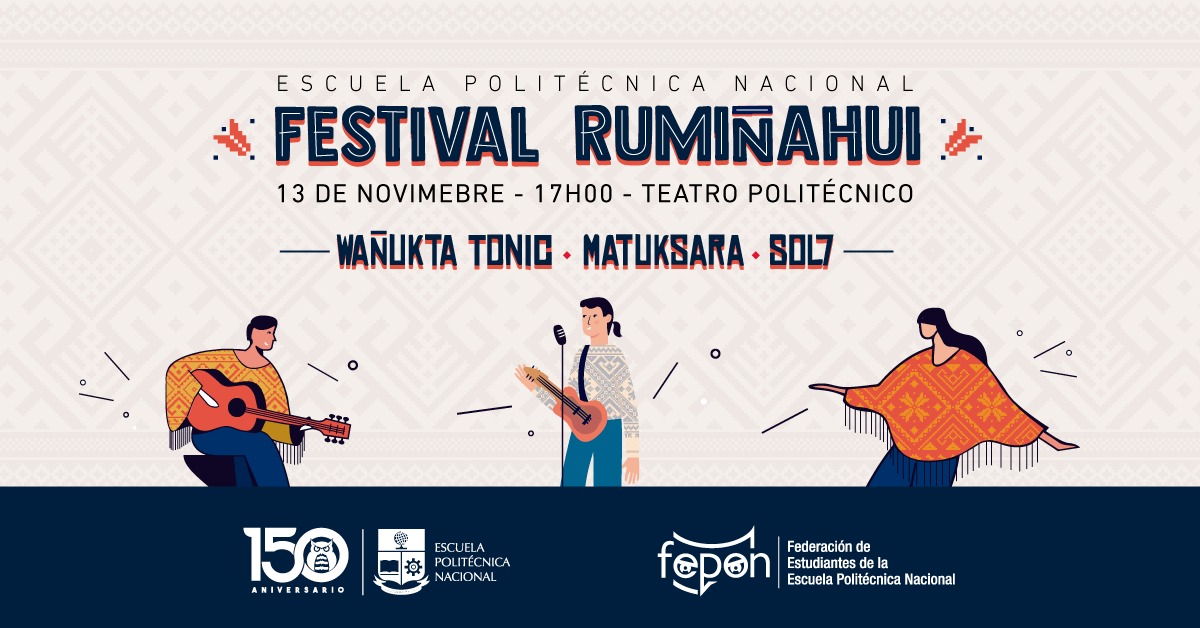 ESCUELA POLITÉCNICA NACIONAL
FESTIVAL RUMIÑAHUI
13 DE NOVIMEBRE - 17H00 - TEATRO POLITÉCNICO
WAÑUKTA TONIC · MATUKSARA · SOL7
150
ANIVERSARIO
ESCUELA
POLITÉCNICA
NACIONAL
fepon
Federación de
Estudiantes de la
Escuela Politécnica Nacional